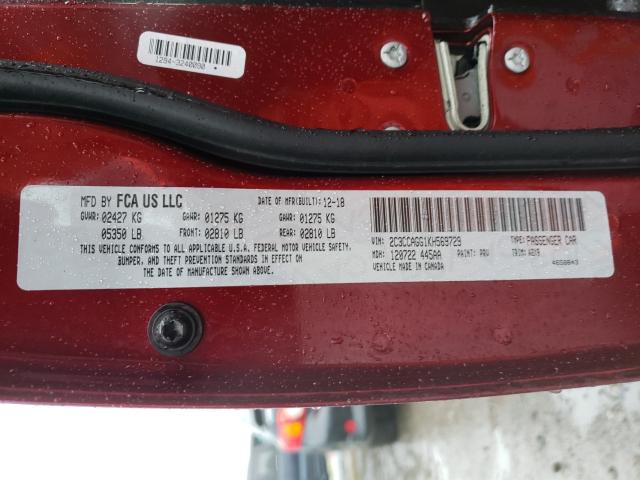 1294-3240090
MFD BY FCA US LLC DATE OF MFR(BUILT): 12-18
GVWR: 02427 KG GAWR: 01275 KG GAWR: 01275 KG
05350 LB FRONT: 02810 LB REAR: 02810 LB
THIS VEHICLE CONFORMS TO ALL APPLICABLE U.S.A. FEDERAL MOTOR VEHICLE SAFETY,
BUMPER, AND THEFT PREVENTION STANDARDS IN EFFECT ON
THE DATE OF MANUFACTURE SHOWN ABOVE.
VIN: 2C3CCAGG1KH569729 TYPE: PASSENGER CAR
MDH: 120722 445AA PAINT: PRV TRIM: A8X9
VEHICLE MADE IN CANADA